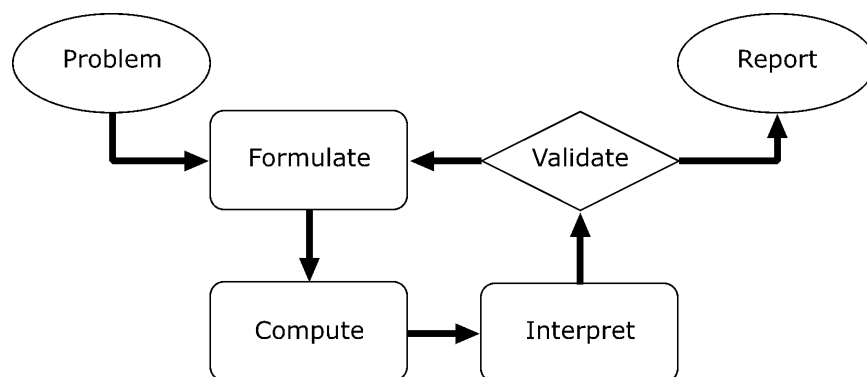 Problem
Report
Formulate
Validate
Compute
Interpret